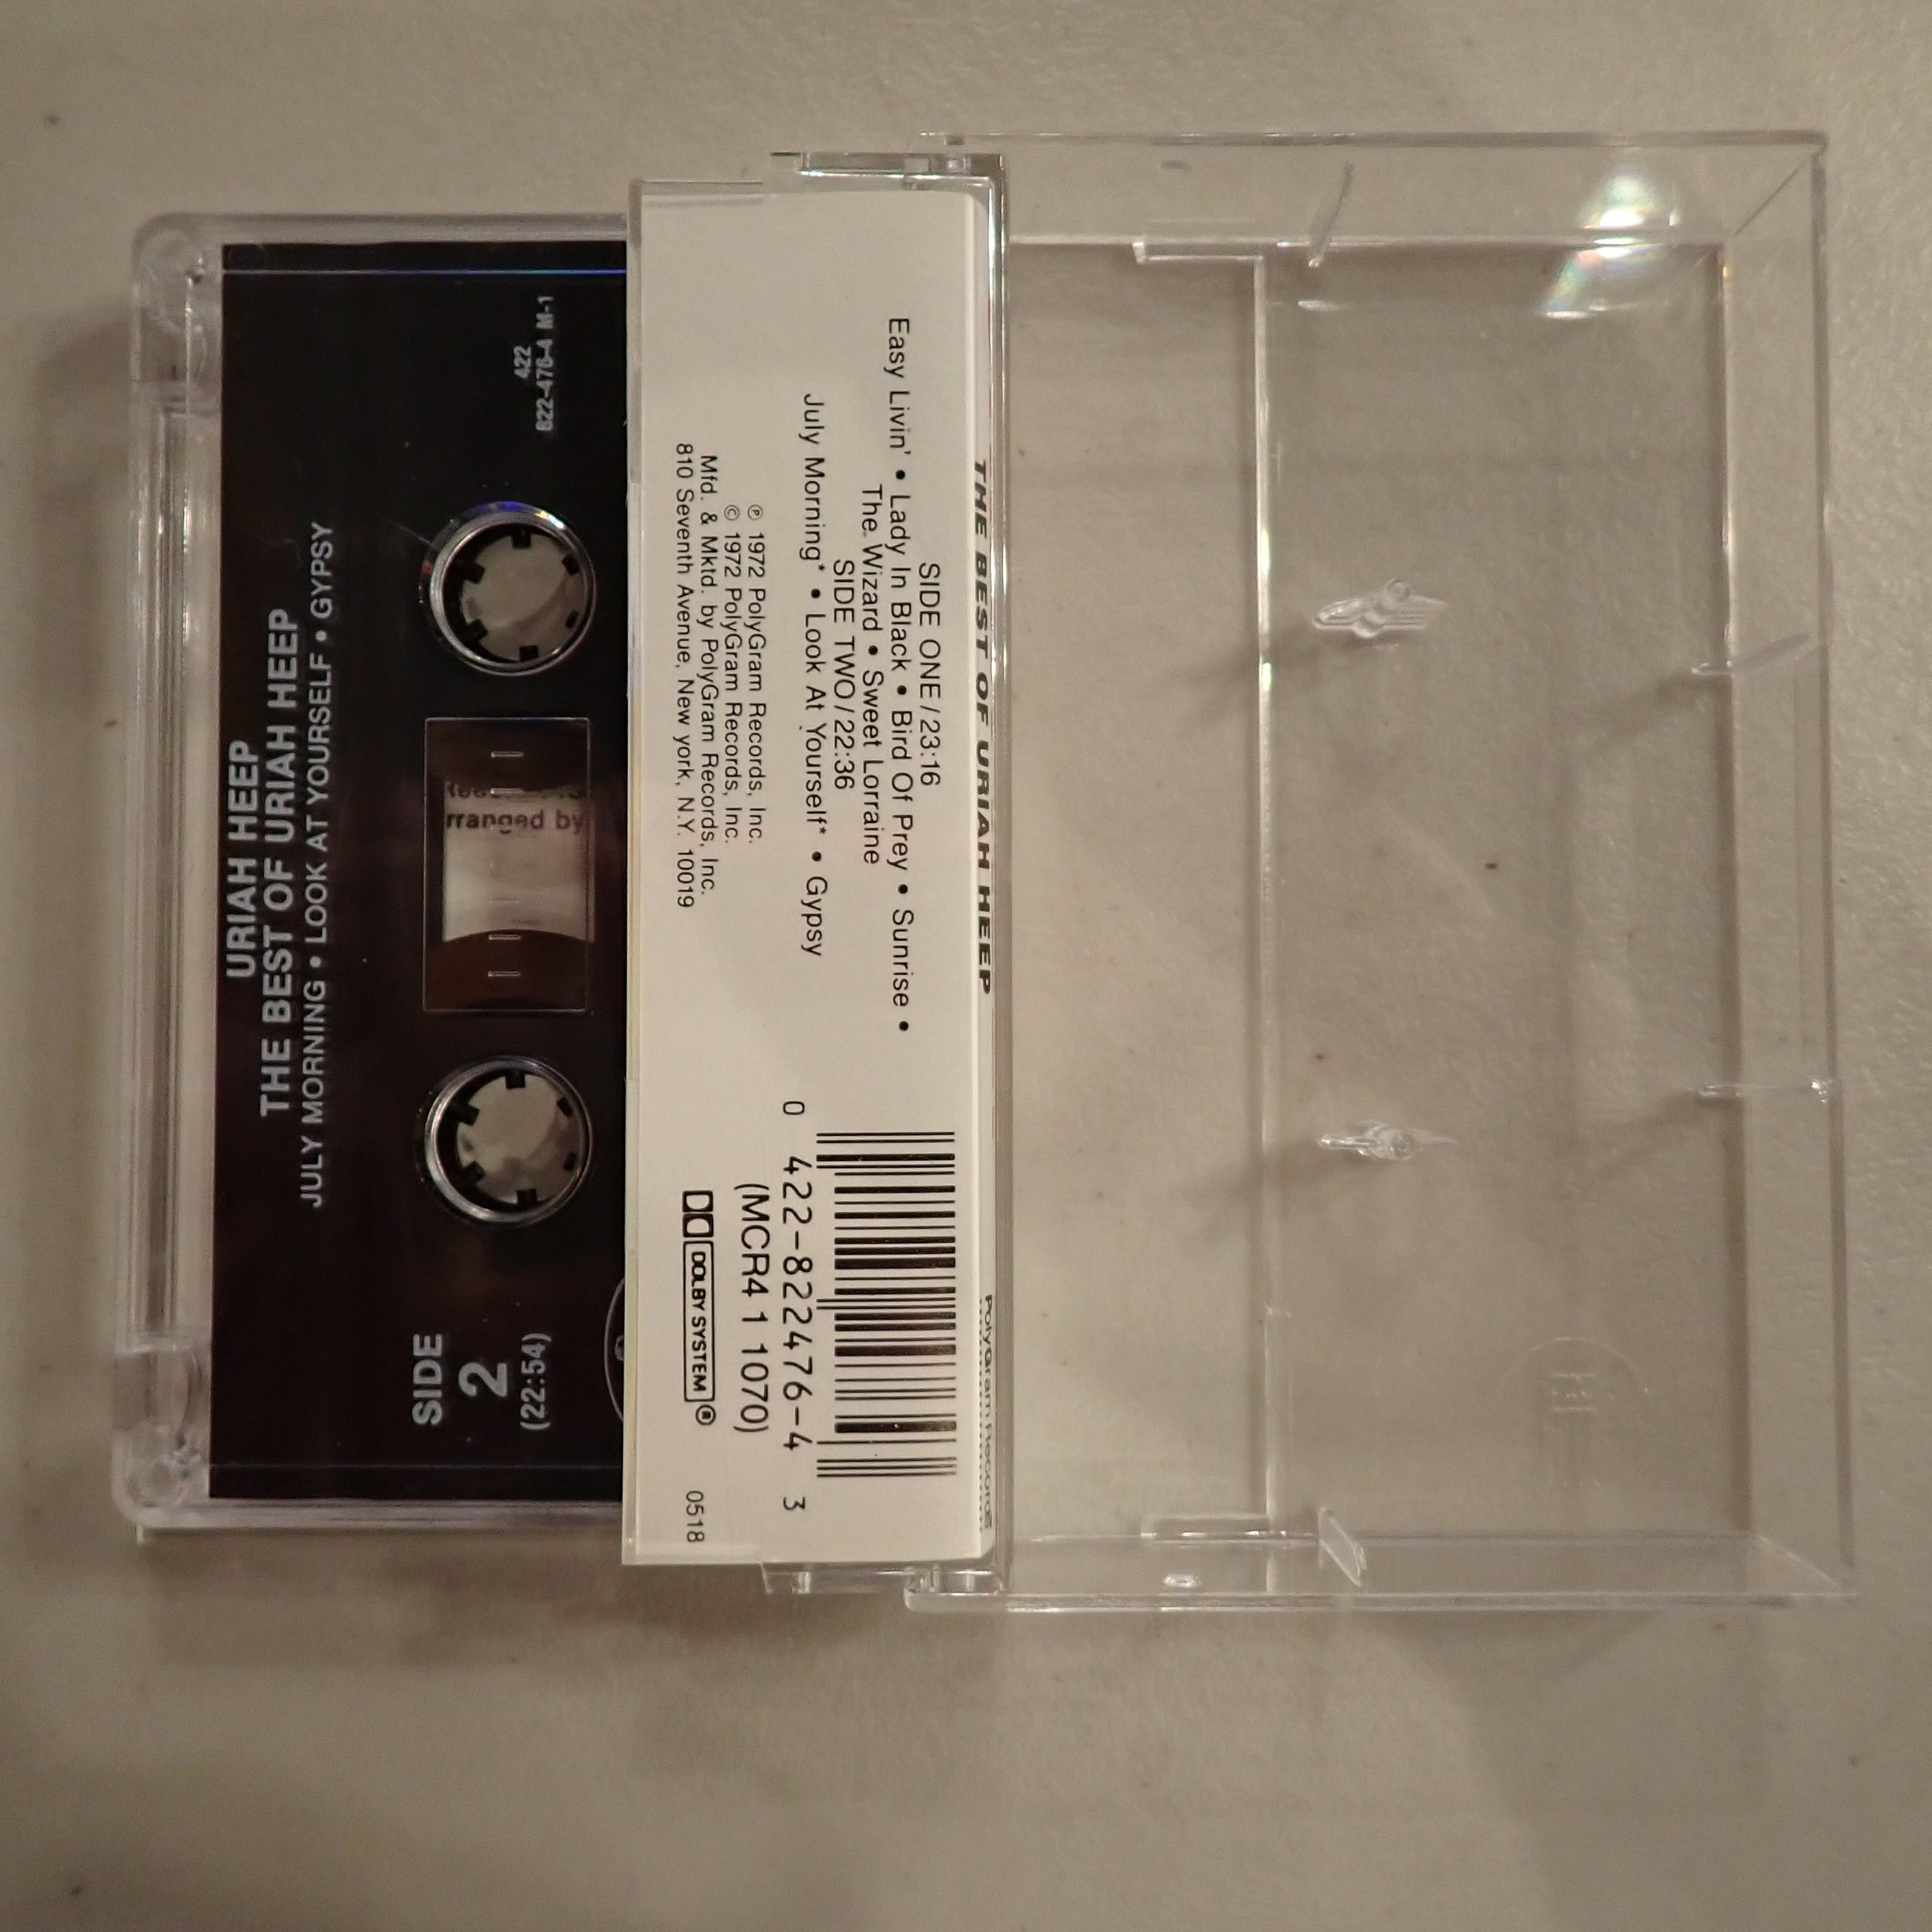 URIAH HEEP
THE BEST OF URIAH HEEP
JULY MORNING • LOOK AT YOURSELF • GYPSY
422
822-476-4 M-1
SIDE
2
(22:54)
rranged by
THE BEST OF URIAH HEEP
PolyGram Records
SIDE ONE / 23:16
Easy Livin' • Lady In Black • Bird Of Prey • Sunrise •
The Wizard • Sweet Lorraine
SIDE TWO / 22:36
July Morning* • Look At Yourself* • Gypsy
℗ 1972 PolyGram Records, Inc.
© 1972 PolyGram Records, Inc.
Mfd. & Mktd. by PolyGram Records, Inc.
810 Seventh Avenue, New york, N.Y. 10019
0 422-822476-4 3
(MCR4 1 1070)
DOLBY SYSTEM ®
0518